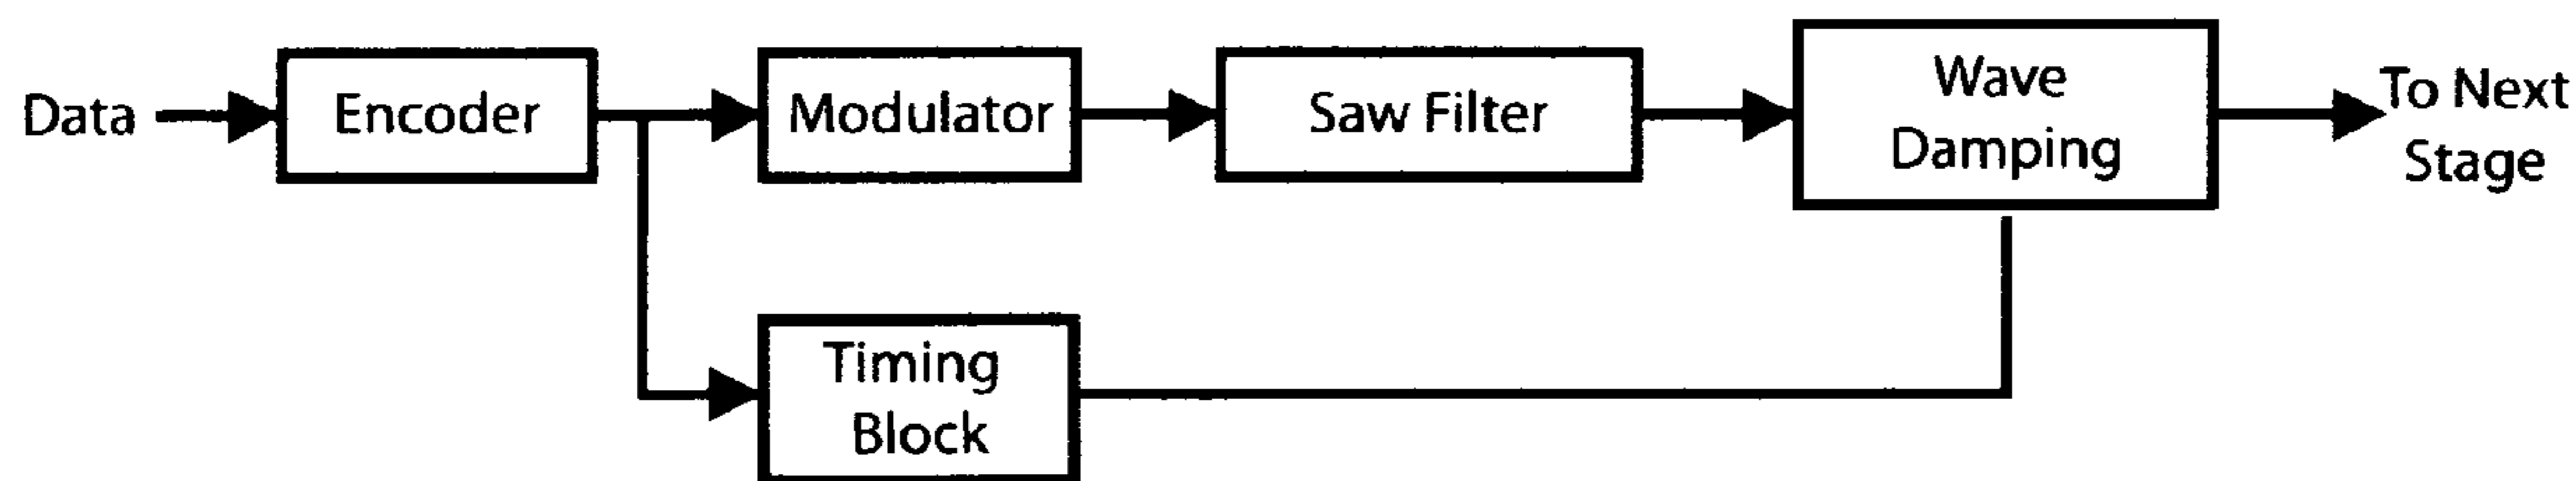 Data
Encoder
Modulator
Saw Filter
Wave
Damping
To Next
Stage
Timing
Block